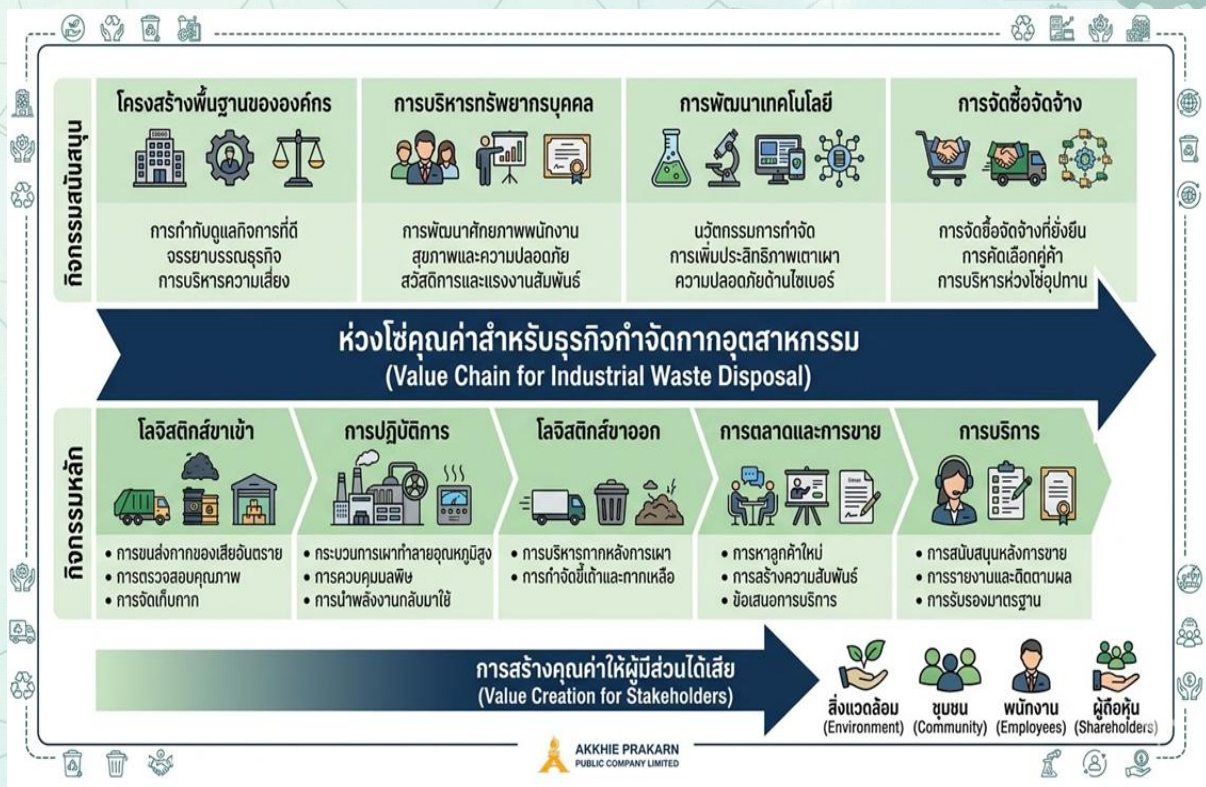 กิจกรรมสนับสนุน
โครงสร้างพื้นฐานขององค์กร
การกำกับดูแลกิจการที่ดี
จรรยาบรรณธุรกิจ
การบริหารความเสี่ยง
การบริหารทรัพยากรบุคคล
การพัฒนาศักยภาพพนักงาน
สุขภาพและความปลอดภัย
สวัสดิการและแรงงานสัมพันธ์
การพัฒนาเทคโนโลยี
นวัตกรรมการกำจัด
การเพิ่มประสิทธิภาพเตาเผา
ความปลอดภัยด้านไซเบอร์
การจัดซื้อจัดจ้าง
การจัดซื้อจัดจ้างที่ยั่งยืน
การคัดเลือกคู่ค้า
การบริหารห่วงโซ่อุปทาน
ห่วงโซ่คุณค่าสำหรับธุรกิจกำจัดกากอุตสาหกรรม
(Value Chain for Industrial Waste Disposal)
กิจกรรมหลัก
โลจิสติกส์ขาเข้า
• การขนส่งกากของเสียอันตราย
• การตรวจสอบคุณภาพ
• การจัดเก็บกาก
การปฏิบัติการ
• กระบวนการเผาทำลายอุณหภูมิสูง
• การควบคุมมลพิษ
• การนำพลังงานกลับมาใช้
โลจิสติกส์ขาออก
• การบริหารกากหลังการเผา
• การกำจัดขี้เถ้าและกากเหลือ
การตลาดและการขาย
• การหาลูกค้าใหม่
• การสร้างความสัมพันธ์
• ข้อเสนอการบริการ
การบริการ
• การสนับสนุนหลังการขาย
• การรายงานและติดตามผล
• การรับรองมาตรฐาน
การสร้างคุณค่าให้ผู้มีส่วนได้เสีย
(Value Creation for Stakeholders)
สิ่งแวดล้อม
(Environment)
ชุมชน
(Community)
พนักงาน
(Employees)
ผู้ถือหุ้น
(Shareholders)
AKKHIE PRAKARN
PUBLIC COMPANY LIMITED